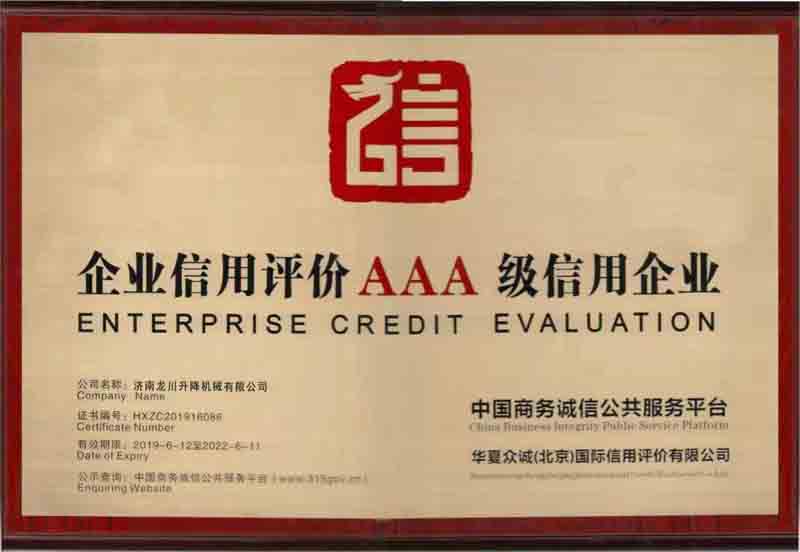 信
企业信用评价AAA 级信用企业
ENTERPRISE CREDIT EVALUATION
公司名称：济南龙川升降机械有限公司
Company Name
证书编号：HXZC201916086
Certificate Number
有效期限：2019-6-12至2022-6-11
Date of Expiry
公示查询：中国商务诚信公共服务平台
Enquiring Website
中国商务诚信公共服务平台
China Business Integrity Public Service Platform
华夏众诚(北京)国际信用评价有限公司